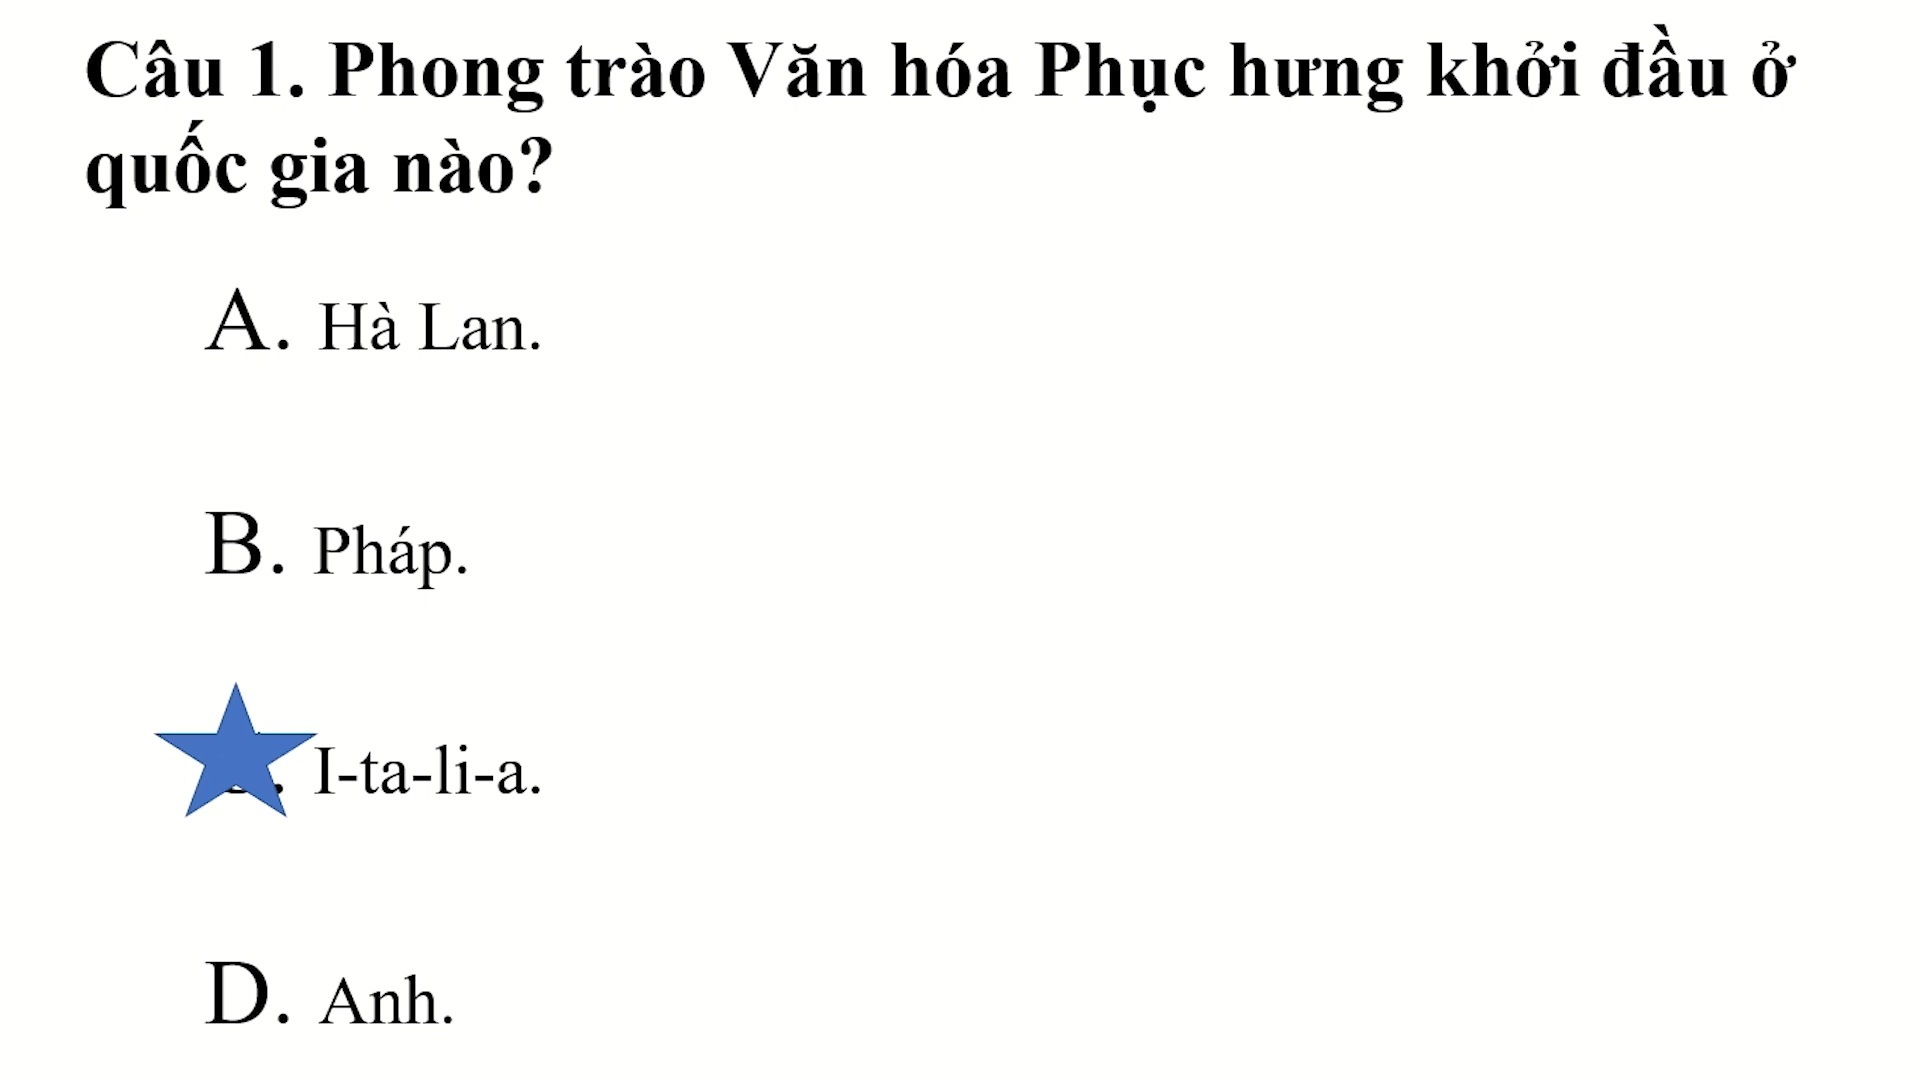 Câu 1. Phong trào Văn hóa Phục hưng khởi đầu ở
quốc gia nào?
A. Hà Lan.
B. Pháp.
I-ta-li-a.
D. Anh.